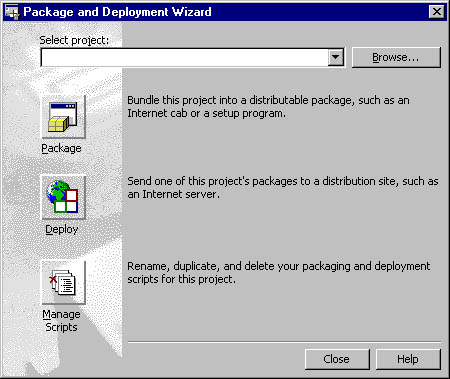 Package and Deployment Wizard
Select project:
Browse...
Bundle this project into a distributable package, such as an
Internet cab or a setup program.
Package
Send one of this project's packages to a distribution site, such as
an Internet server.
Deploy
Rename, duplicate, and delete your packaging and deployment
scripts for this project.
Manage
Scripts
Close
Help